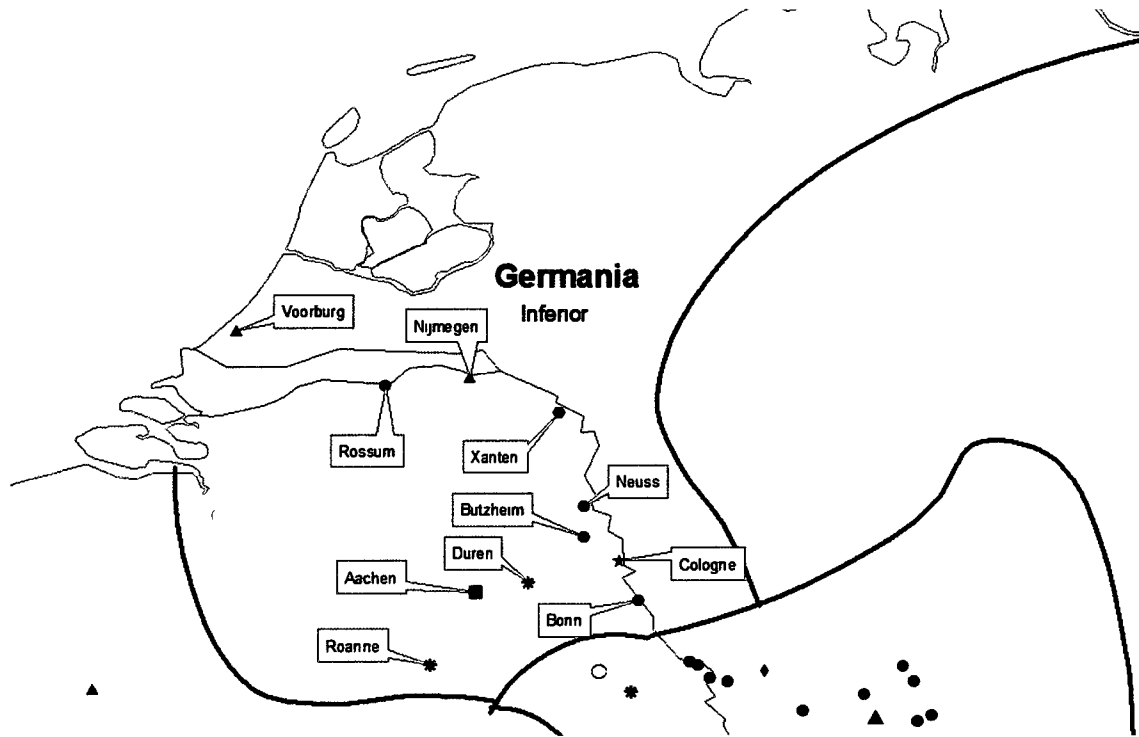 Germania
Inferior
Voorburg
Nijmegen
Rossum
Xanten
Neuss
Butzheim
Duren
Cologne
Aachen
Bonn
Roanne